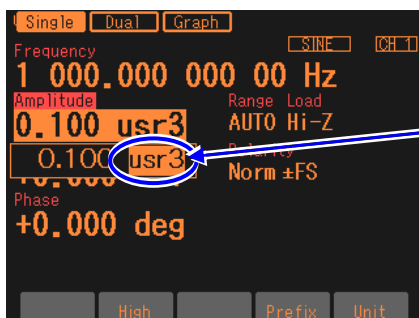 Single Dual Graph
Frequency SINE CH 1
1 000.000 000 00 Hz
Amplitude Range Load
0.100 usr3 AUTO Hi-Z
0.100 usr3
Norm ±FS
Phase
+0.000 deg
High Prefix Unit